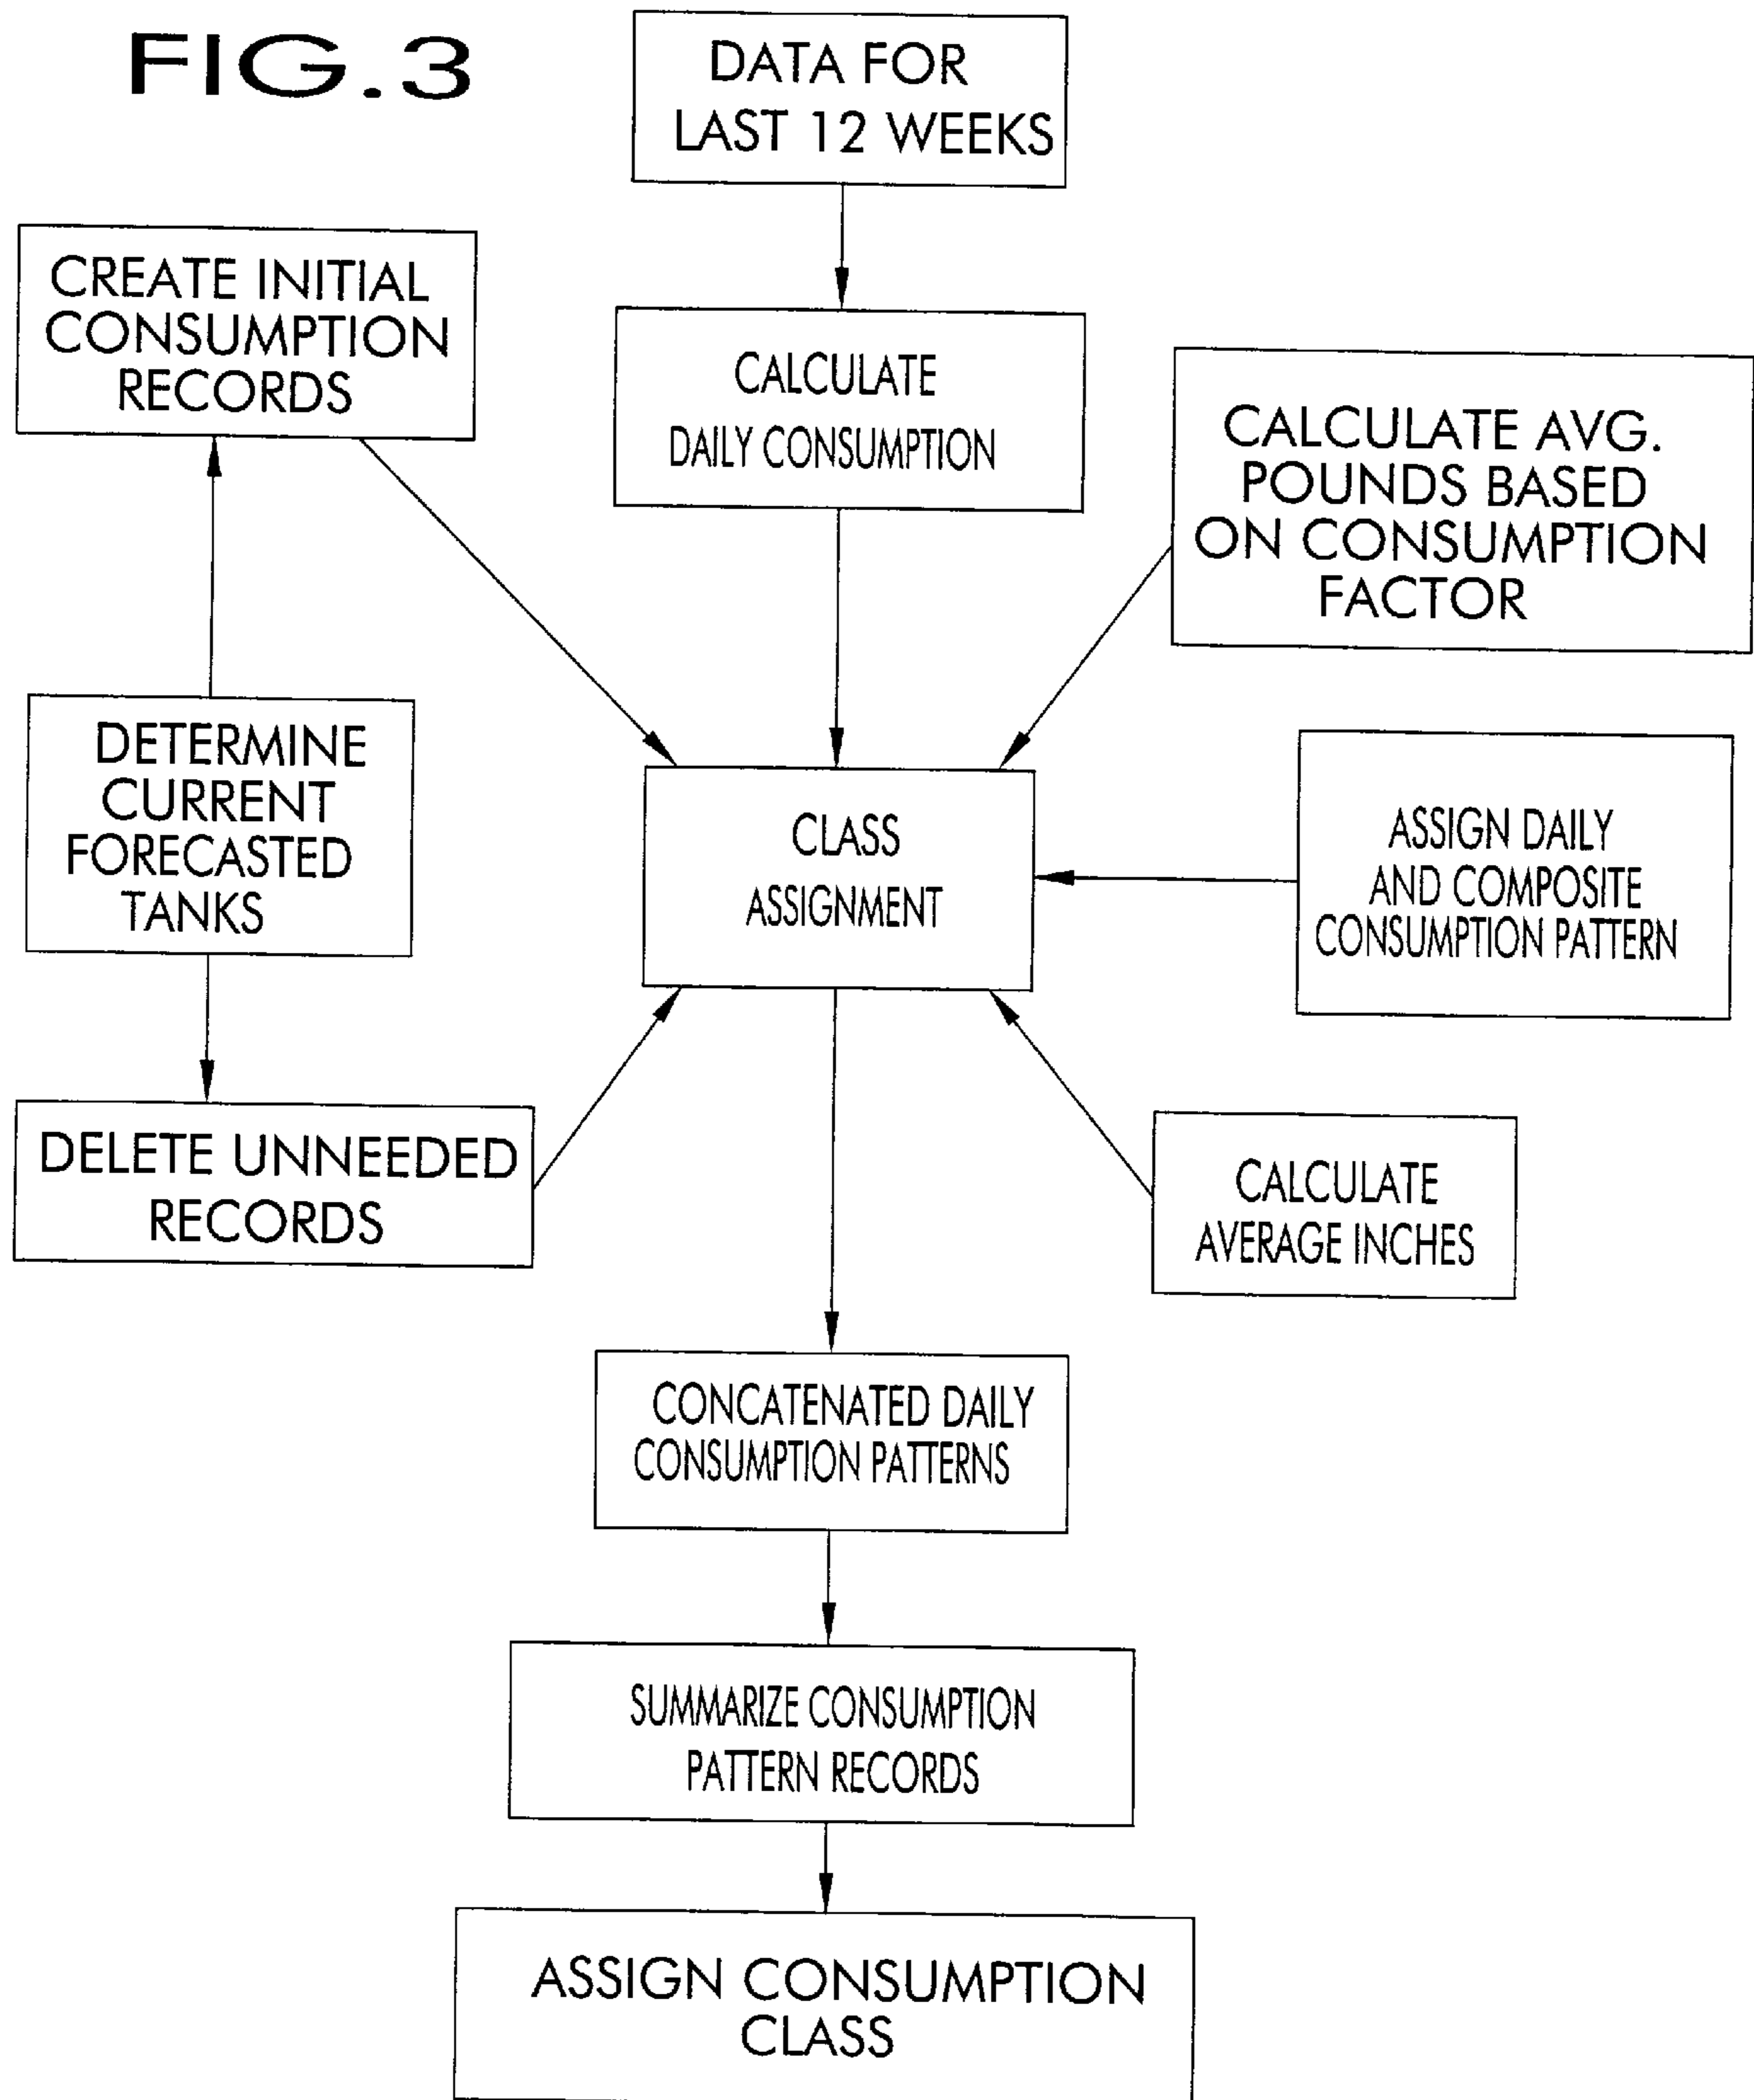 FIG.3
DATA FOR
LAST 12 WEEKS
CREATE INITIAL
CONSUMPTION
RECORDS
CALCULATE
DAILY CONSUMPTION
CALCULATE AVG.
POUNDS BASED
ON CONSUMPTION
FACTOR
DETERMINE
CURRENT
FORECASTED
TANKS
CLASS
ASSIGNMENT
ASSIGN DAILY
AND COMPOSITE
CONSUMPTION PATTERN
DELETE UNNEEDED
RECORDS
CALCULATE
AVERAGE INCHES
CONCATENATED DAILY
CONSUMPTION PATTERNS
SUMMARIZE CONSUMPTION
PATTERN RECORDS
ASSIGN CONSUMPTION
CLASS